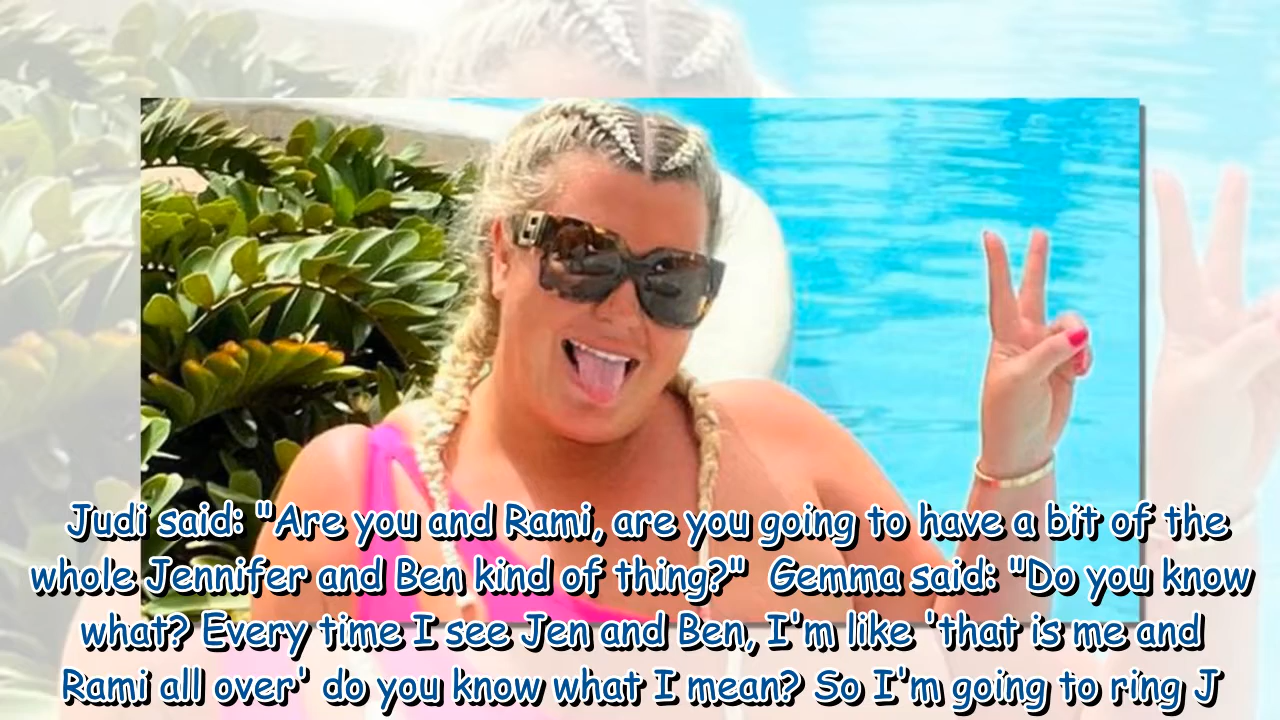 Judi said: "Are you and Rami, are you going to have a bit of the
whole Jennifer and Ben kind of thing?"  Gemma said: "Do you know
what? Every time I see Jen and Ben, I'm like 'that is me and
Rami all over' do you know what I mean? So I'm going to ring J